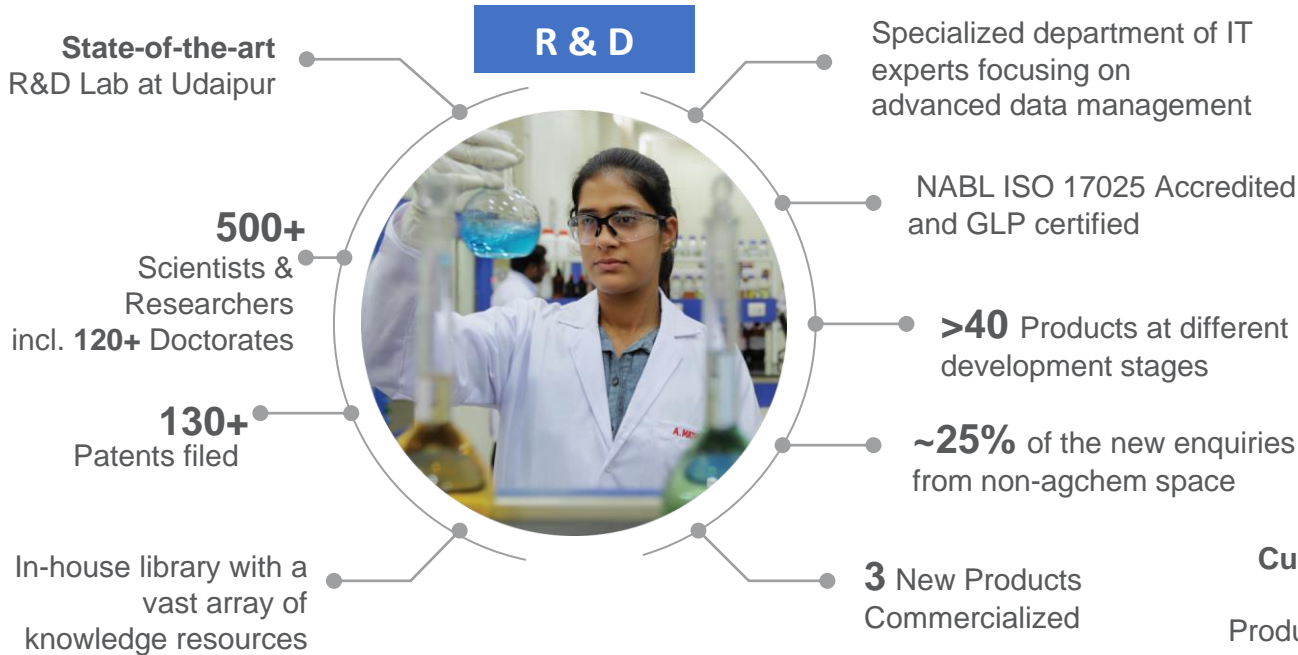 R & D
State-of-the-art
R&D Lab at Udaipur
500+
Scientists &
Researchers
incl. 120+ Doctorates
130+
Patents filed
In-house library with a
vast array of
knowledge resources
Specialized department of IT
experts focusing on
advanced data management
NABL ISO 17025 Accredited
and GLP certified
>40 Products at different
development stages
~25% of the new enquiries
from non-agchem space
3 New Products
Commercialized